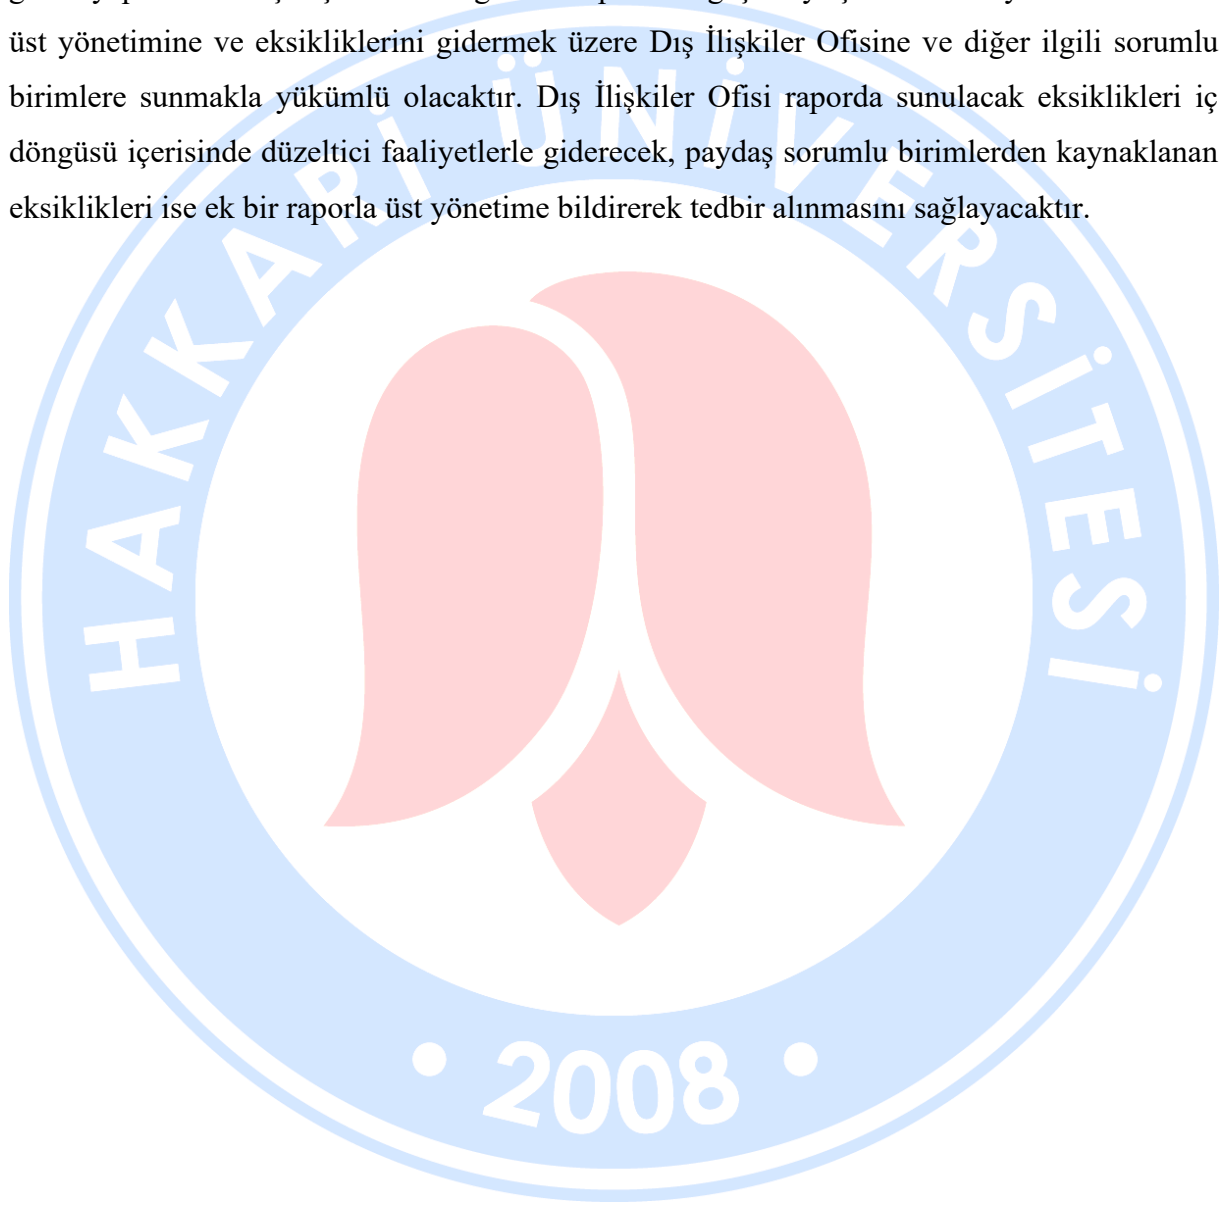 üst yönetimine ve eksikliklerini gidermek üzere Dış İlişkiler Ofisine ve diğer ilgili sorumlu
birimlere sunmakla yükümlü olacaktır. Dış İlişkiler Ofisi raporda sunulacak eksiklikleri iç
döngüsü içerisinde düzeltici faaliyetlerle giderecek, paydaş sorumlu birimlerden kaynaklanan
eksiklikleri ise ek bir raporla üst yönetime bildirerek tedbir alınmasını sağlayacaktır.
HAKKARİ ÜNİVERSİTESİ
• 2008 •